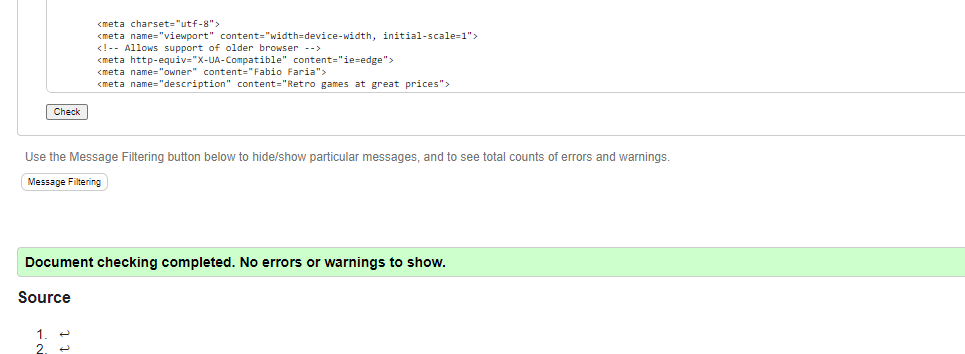 <meta charset="utf-8">
<meta name="viewport" content="width=device-width, initial-scale=1">
<!-- Allows support of older browser -->
<meta http-equiv="X-UA-Compatible" content="ie=edge">
<meta name="owner" content="Fabio Faria">
<meta name="description" content="Retro games at great prices">
Check
Use the Message Filtering button below to hide/show particular messages, and to see total counts of errors and warnings.
Message Filtering
Document checking completed. No errors or warnings to show.
Source
1. ↩
2. ↩